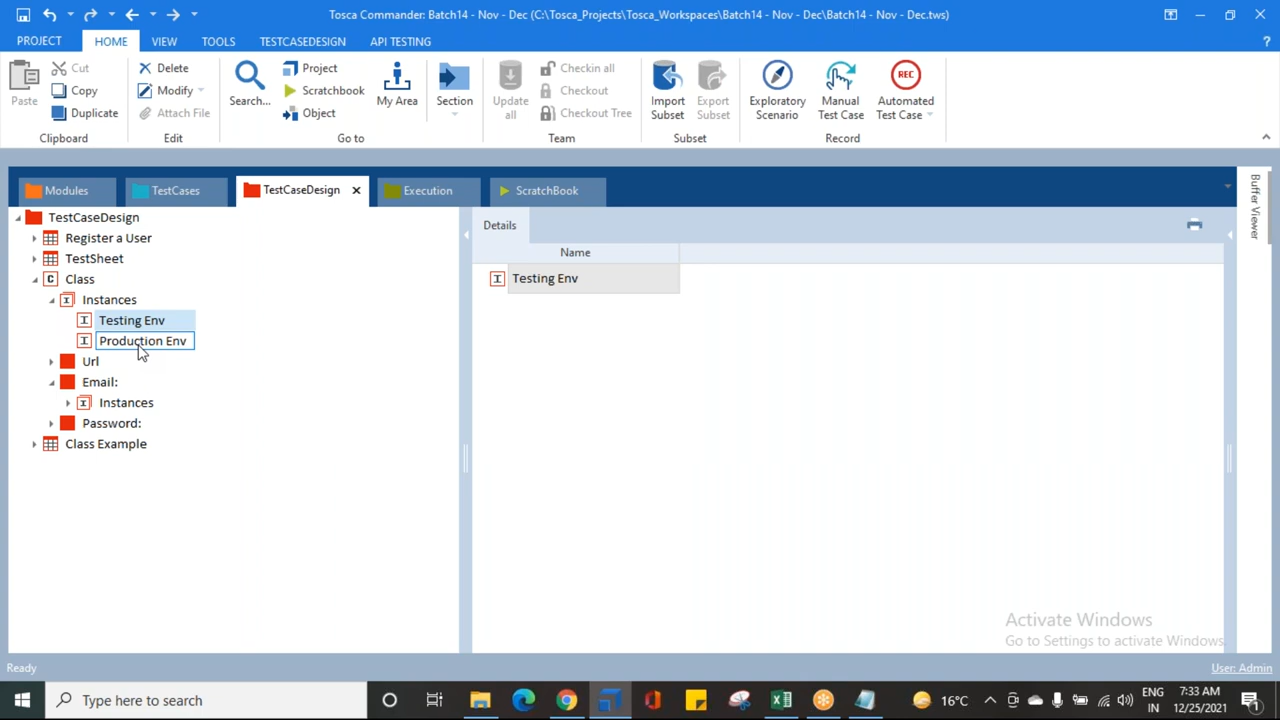 Tosca Commander: Batch14 - Nov - Dec (C:\Tosca_Projects\Tosca_Workspaces\Batch14 - Nov - Dec\Batch14 - Nov - Dec.tws)
PROJECT HOME VIEW TOOLS TESTCASEDESIGN API TESTING ?
Paste
Cut
Copy
Duplicate
Clipboard
Delete
Modify
Attach File
Edit
Search...
Project
Scratchbook
Object
My Area
Go to
Section
Update all
Checkin all
Checkout
Checkout Tree
Team
Import Subset
Export Subset
Subset
Exploratory Scenario
Manual Test Case
REC
Automated Test Case
Record
Modules TestCases TestCaseDesign Execution ScratchBook
Buffer Viewer
TestCaseDesign
Register a User
TestSheet
C Class
I Instances
I Testing Env
I Production Env
Url
Email:
I Instances
Password:
Class Example
Details
Name
I Testing Env
Activate Windows
Go to Settings to activate Windows.
Ready
User: Admin
Type here to search
16°C
ENG
IN
7:33 AM
12/25/2021
1